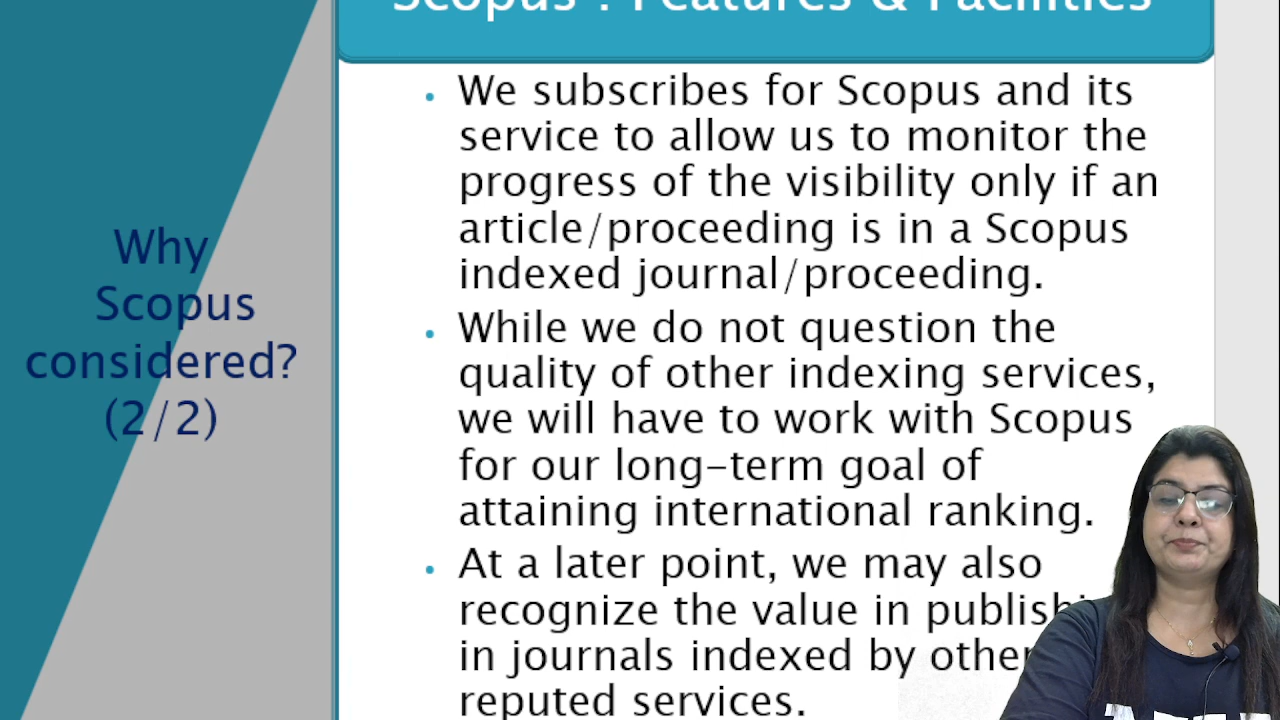 Scopus : Features & Facilities
Why
Scopus
considered?
(2/2)
We subscribes for Scopus and its
service to allow us to monitor the
progress of the visibility only if an
article/proceeding is in a Scopus
indexed journal/proceeding.
While we do not question the
quality of other indexing services,
we will have to work with Scopus
for our long-term goal of
attaining international ranking.
At a later point, we may also
recognize the value in
in journals indexed by other
reputed services.